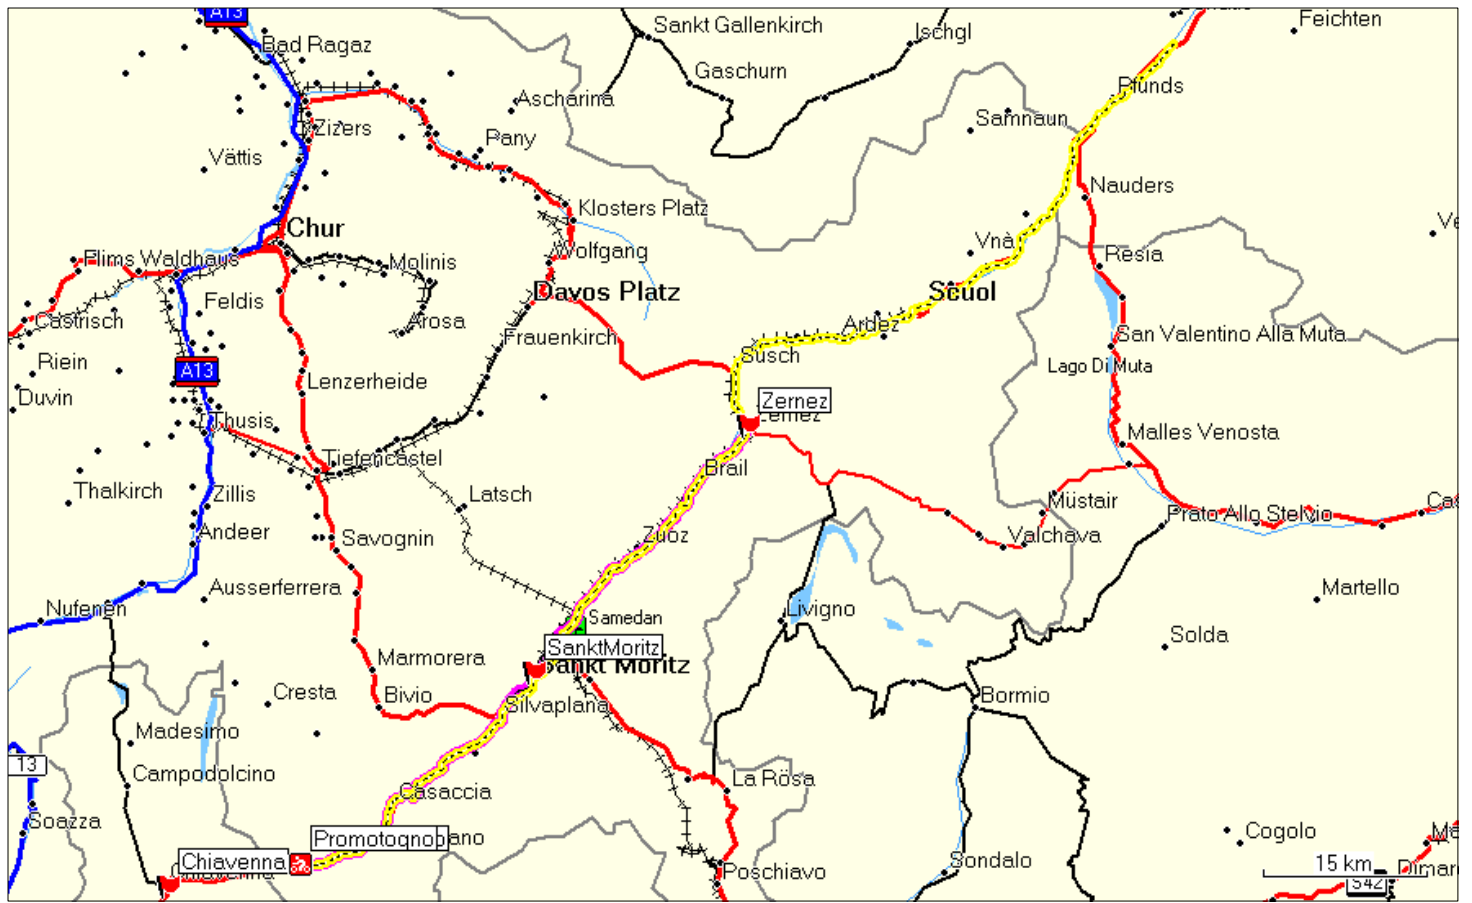 A13
Bad Ragaz
Sankt Gallenkirch
Ischgl
Feichten
Gaschurn
Pfunds
Ascharina
Samnaun
Zizers
Pany
Vättis
Nauders
Klosters Platz
Chur
Wolfgang
Vnà
Resia
Flims Waldhaus
Molinis
Davos Platz
Scuol
Feldis
Castrisch
Arosa
Ardez
San Valentino Alla Muta
Frauenkirch
Susch
Riein
A13
Lago Di Muta
Lenzerheide
Duvin
Zernez
Thusis
Malles Venosta
Tiefencastel
Brail
Thalkirch
Zillis
Latsch
Müstair
Prato Allo Stelvio
Andeer
Savognin
Zuoz
Valchava
Ausserferrera
Martello
Nufenen
Livigno
Samedan
Solda
SanktMoritz
Sankt Moritz
Marmorera
Cresta
Bivio
Silvaplana
Bormio
Madesimo
13
Campodolcino
Casaccia
La Rösa
Soazza
Promotogno
Cogolo
Chiavenna
Sondalo
15 km
Poschiavo
S42